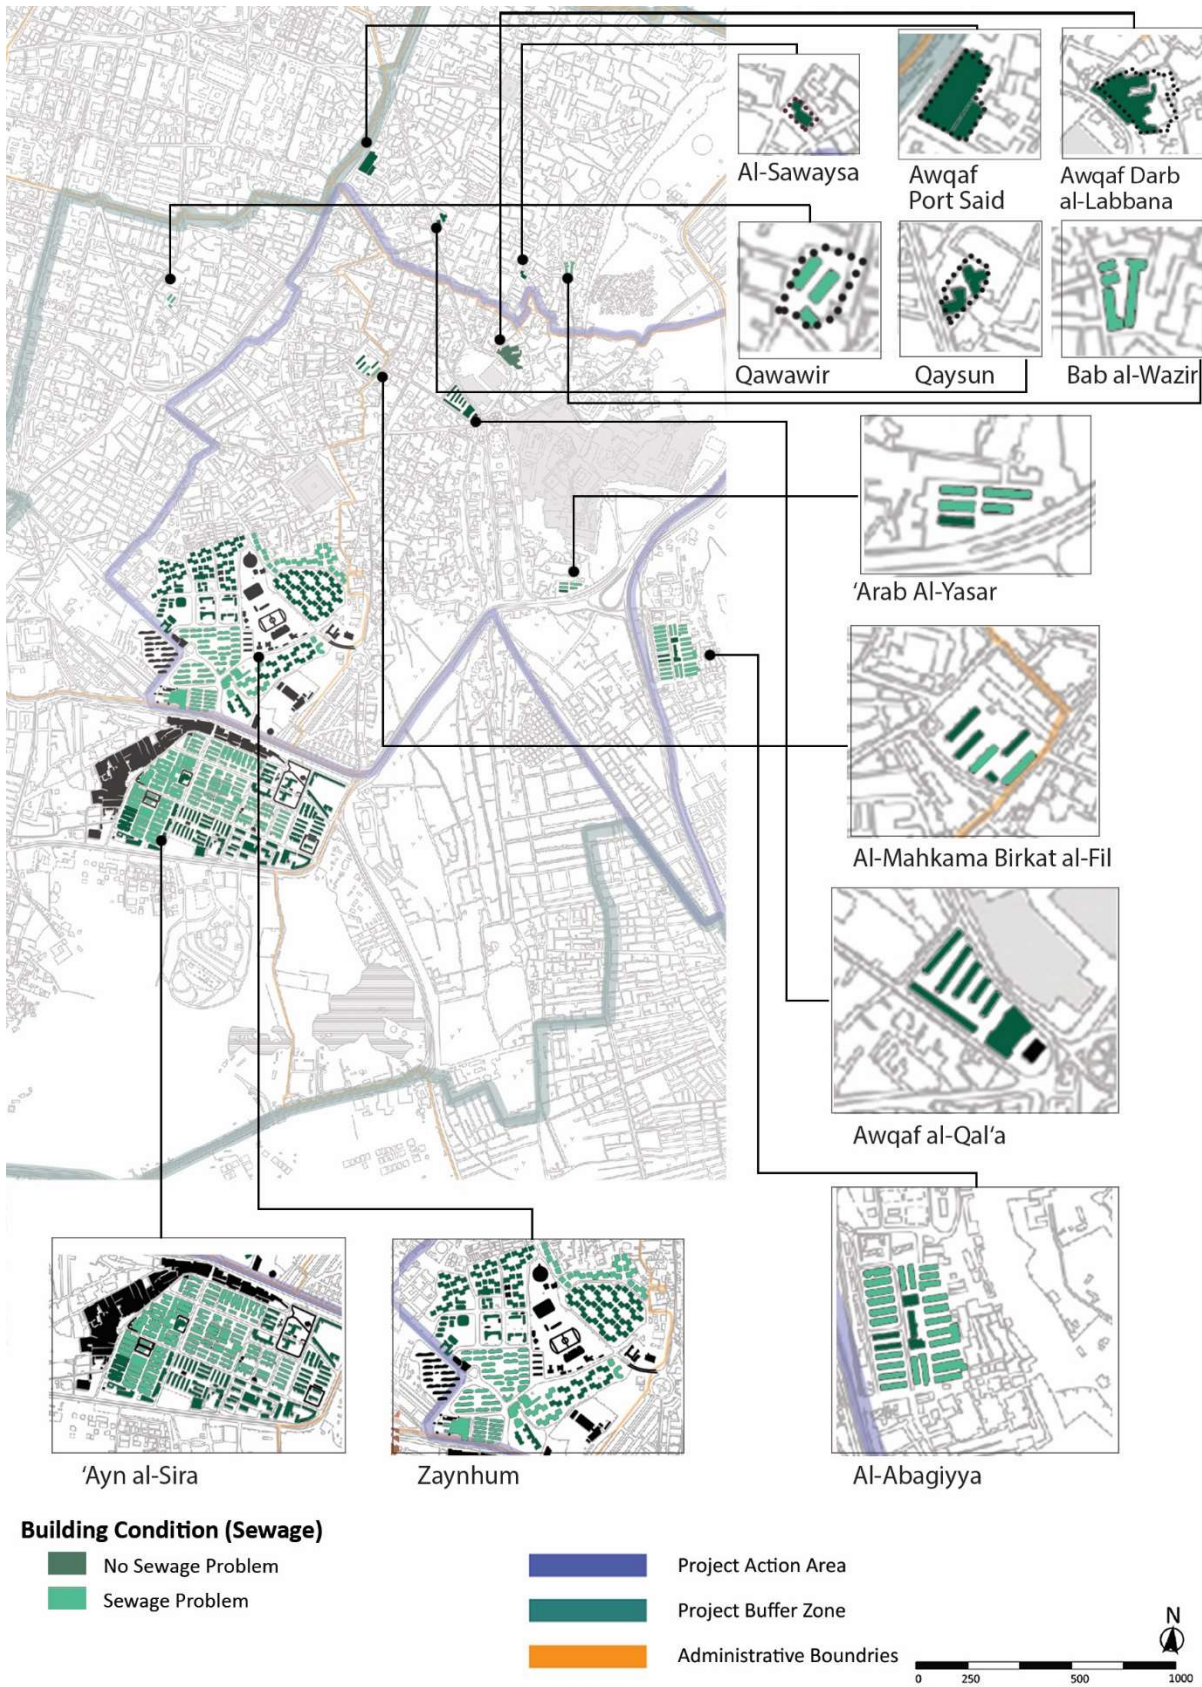 Al-Sawaysa
Awqaf
Port Said
Awqaf Darb
al-Labbana
Qawawir
Qaysun
Bab al-Wazir
‘Arab Al-Yasar
Al-Mahkama Birkat al-Fil
Awqaf al-Qal‘a
‘Ayn al-Sira
Zaynhum
Al-Abagiyya
Building Condition (Sewage)
No Sewage Problem
Sewage Problem
Project Action Area
Project Buffer Zone
Administrative Boundries
N
0 250 500 1000